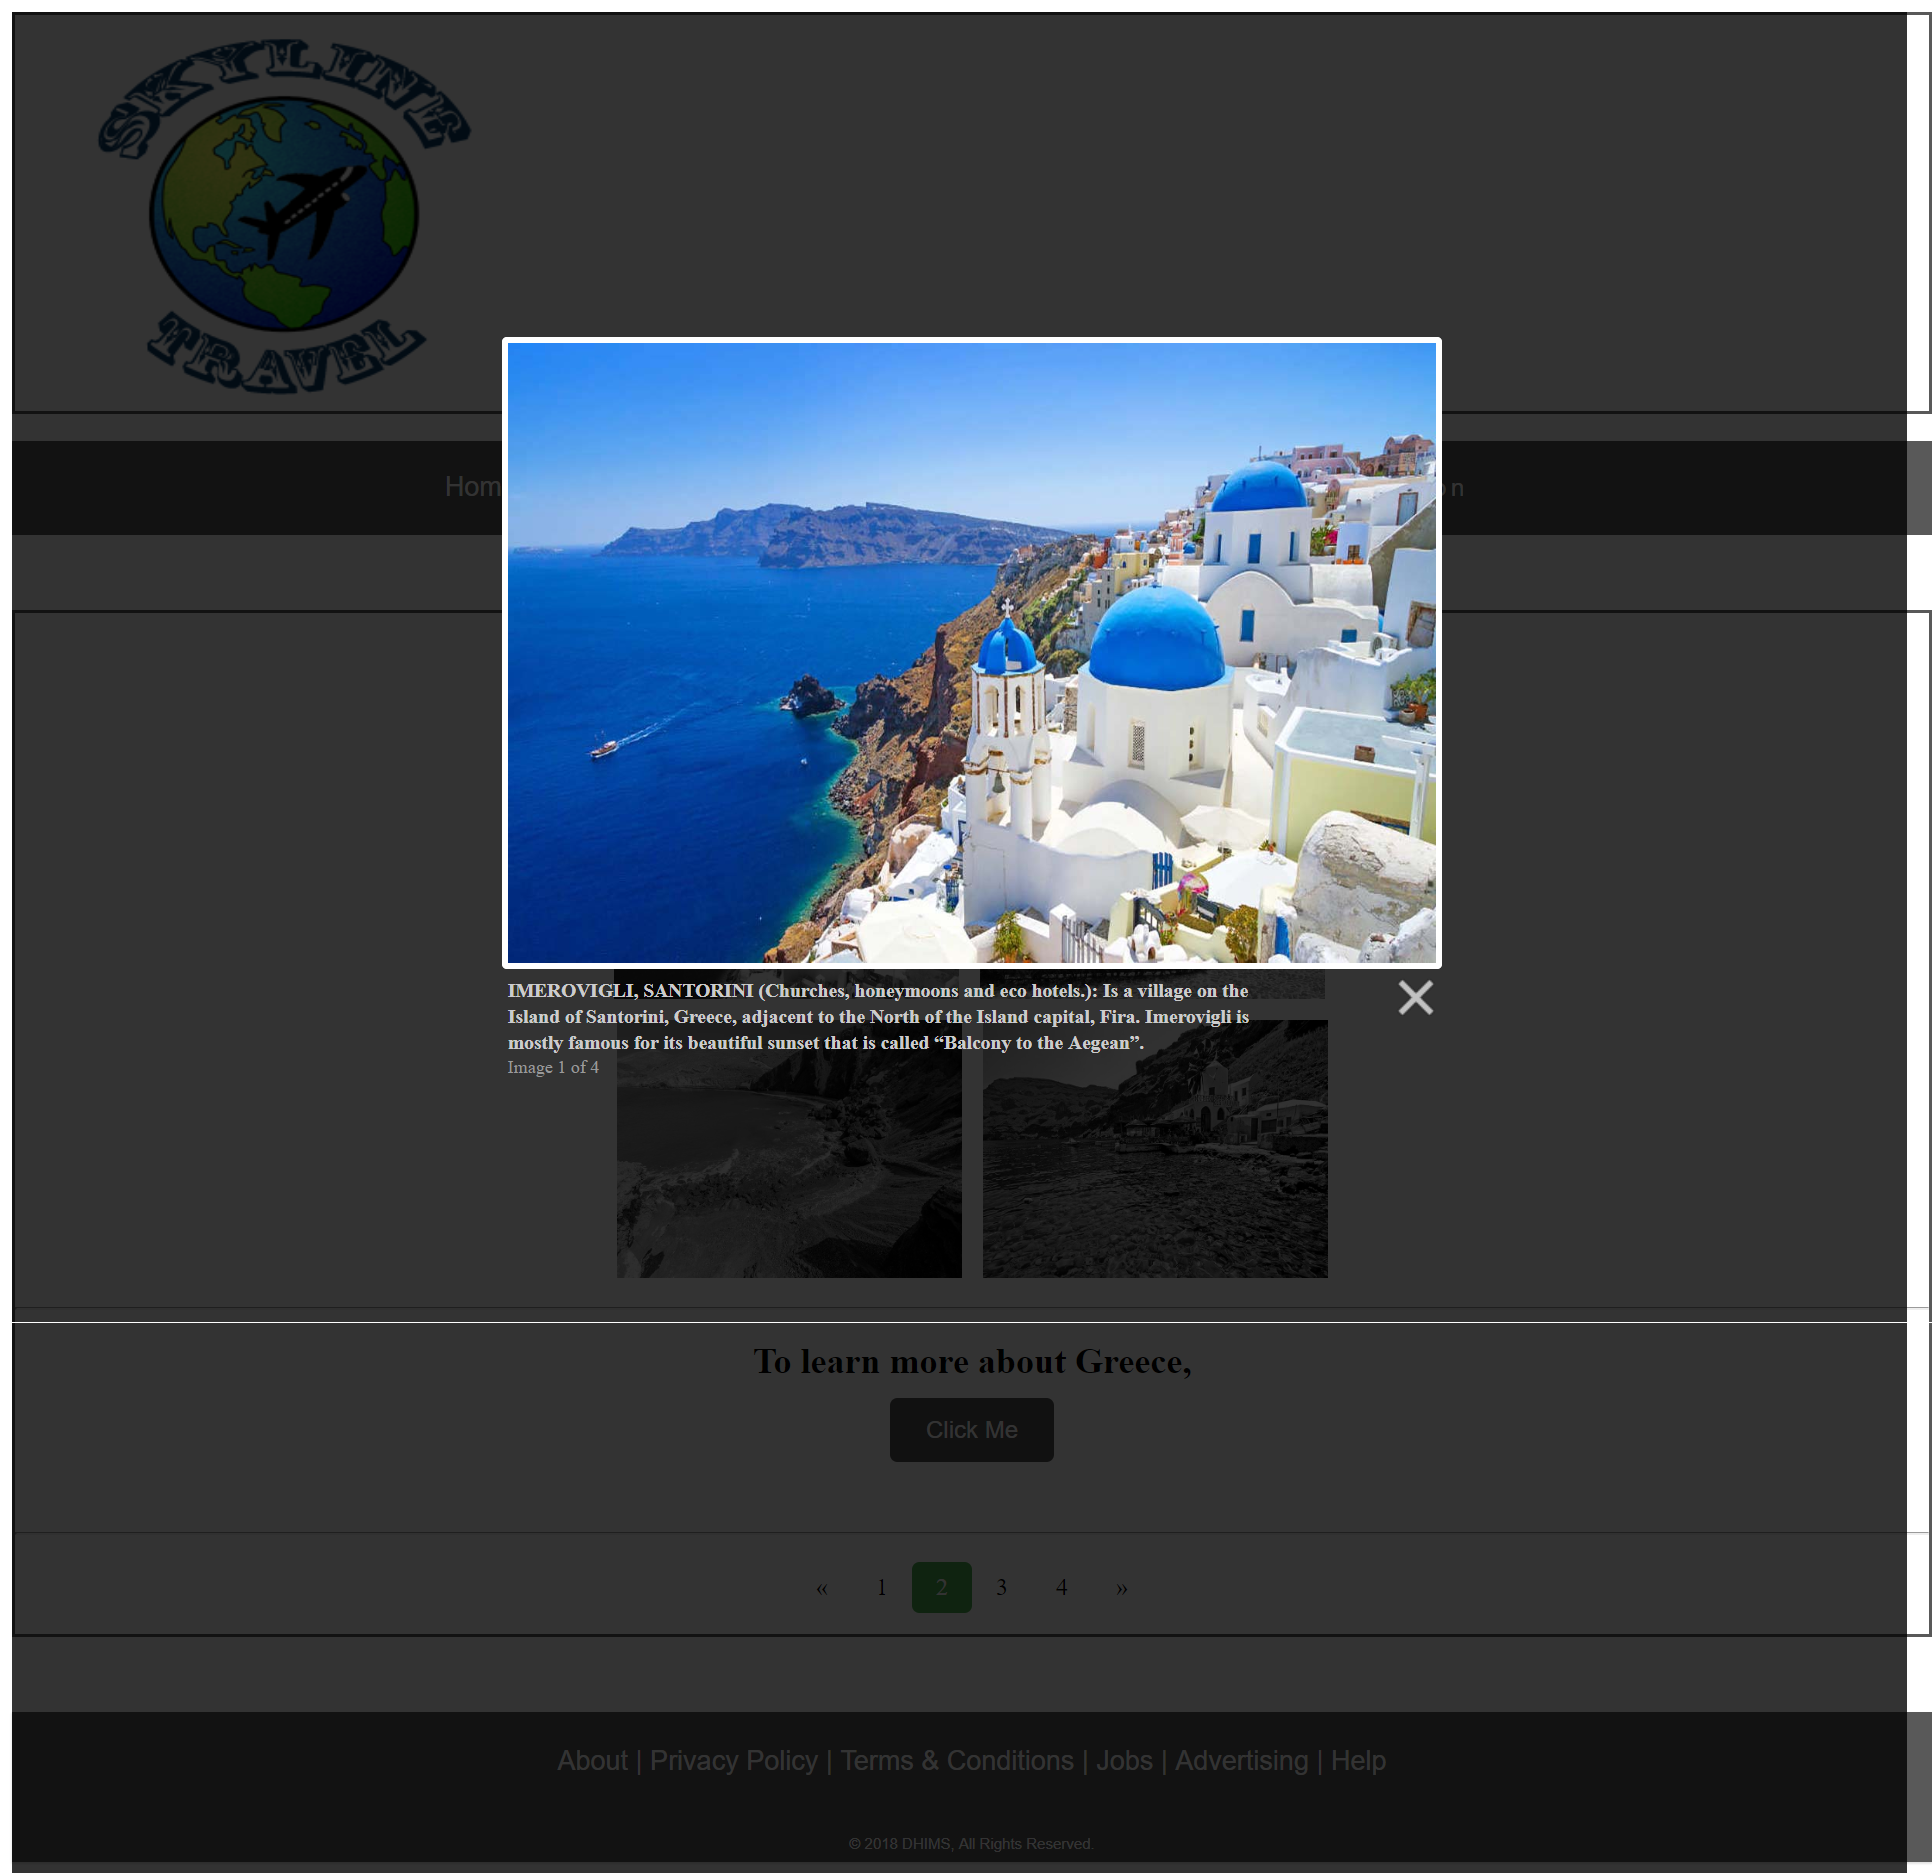 SKYLINE
TRAVEL
Hom
on
IMEROVIGLI, SANTORINI (Churches, honeymoons and eco hotels.): Is a village on the
Island of Santorini, Greece, adjacent to the North of the Island capital, Fira. Imerovigli is
mostly famous for its beautiful sunset that is called “Balcony to the Aegean”.
Image 1 of 4
To learn more about Greece,
Click Me
« 1 2 3 4 »
About | Privacy Policy | Terms & Conditions | Jobs | Advertising | Help
© 2018 DHIMS, All Rights Reserved.